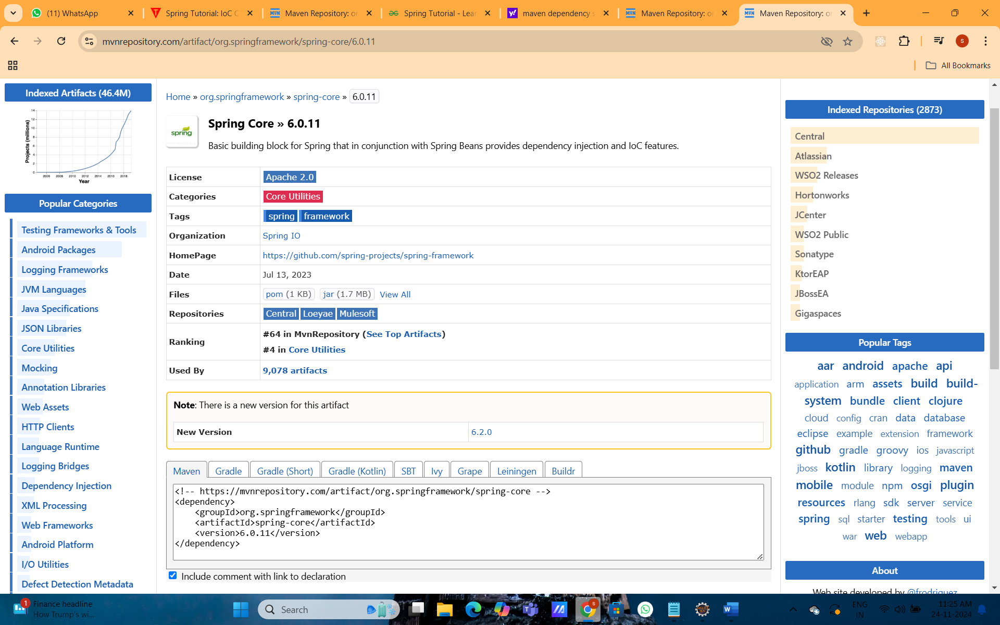 (11) WhatsApp
Spring Tutorial: IoC C
Maven Repository: or
Spring Tutorial - Lear
maven dependency s
Maven Repository: or
Maven Repository: or
mvnrepository.com/artifact/org.springframework/spring-core/6.0.11
S
All Bookmarks
Indexed Artifacts (46.4M)
Projects (millions)
14
12
10
8
6
4
2
0
2006 2008 2010 2012 2014 2016 2018
Year
Popular Categories
Testing Frameworks & Tools
Android Packages
Logging Frameworks
JVM Languages
Java Specifications
JSON Libraries
Core Utilities
Mocking
Annotation Libraries
Web Assets
HTTP Clients
Language Runtime
Logging Bridges
Dependency Injection
XML Processing
Web Frameworks
Android Platform
I/O Utilities
Defect Detection Metadata
Home » org.springframework » spring-core » 6.0.11
spring
Spring Core » 6.0.11
Basic building block for Spring that in conjunction with Spring Beans provides dependency injection and IoC features.
License Apache 2.0
Categories Core Utilities
Tags spring framework
Organization Spring IO
HomePage https://github.com/spring-projects/spring-framework
Date Jul 13, 2023
Files pom (1 KB) jar (1.7 MB) View All
Repositories Central Loeyae Mulesoft
Ranking
#64 in MvnRepository (See Top Artifacts)
#4 in Core Utilities
Used By 9,078 artifacts
Note: There is a new version for this artifact
New Version 6.2.0
Maven Gradle Gradle (Short) Gradle (Kotlin) SBT Ivy Grape Leiningen Buildr
<!-- https://mvnrepository.com/artifact/org.springframework/spring-core -->
<dependency>
    <groupId>org.springframework</groupId>
    <artifactId>spring-core</artifactId>
    <version>6.0.11</version>
</dependency>
Include comment with link to declaration
Indexed Repositories (2873)
Central
Atlassian
WSO2 Releases
Hortonworks
JCenter
WSO2 Public
Sonatype
KtorEAP
JBossEA
Gigaspaces
Popular Tags
aar android apache api
application arm assets build build-
system bundle client clojure
cloud config cran data database
eclipse example extension framework
github gradle groovy ios javascript
jboss kotlin library logging maven
mobile module npm osgi plugin
resources rlang sdk server service
spring sql starter testing tools ui
war web webapp
About
Web site developed by @frodriguez
1
Finance headline
How Trump's wi...
Search
ENG
IN
11:25 AM
24-11-2024